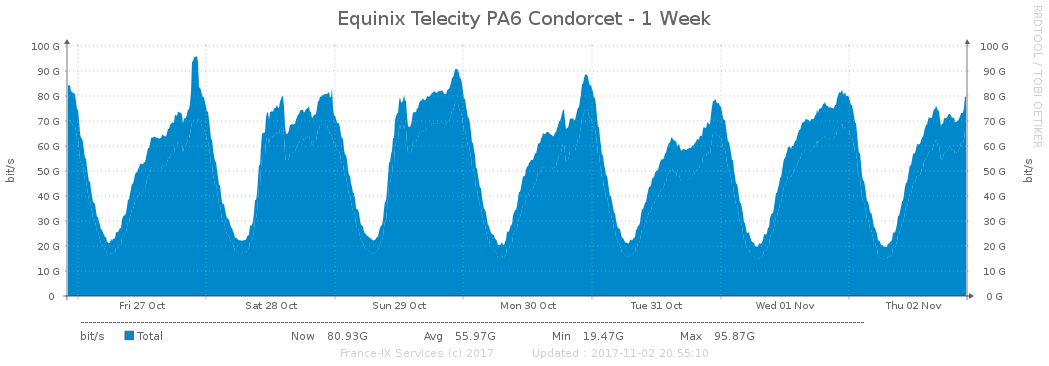 Equinix Telecity PA6 Condorcet - 1 Week
RRDTOOL / TOBI OETIKER
100 G 100 G
90 G 90 G
80 G 80 G
70 G 70 G
60 G 60 G
50 G 50 G
40 G 40 G
30 G 30 G
20 G 20 G
10 G 10 G
0 0 G
bit/s bit/s
Fri 27 Oct Sat 28 Oct Sun 29 Oct Mon 30 Oct Tue 31 Oct Wed 01 Nov Thu 02 Nov
bit/s Total Now 80.93G Avg 55.97G Min 19.47G Max 95.87G
France-IX Services (c) 2017 Updated : 2017-11-02 20:55:10